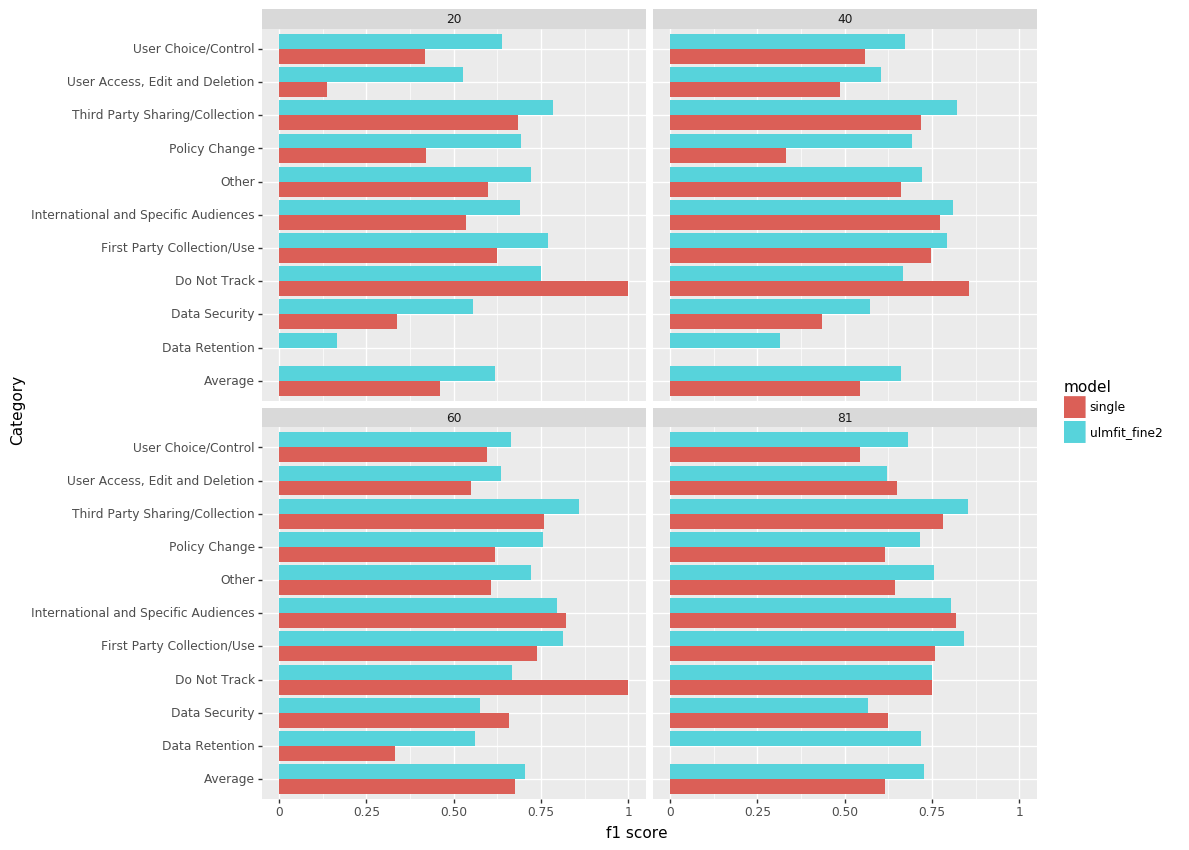 20
40
User Choice/Control
User Access, Edit and Deletion
Third Party Sharing/Collection
Policy Change
Other
International and Specific Audiences
First Party Collection/Use
Do Not Track
Data Security
Data Retention
Average
60
81
User Choice/Control
User Access, Edit and Deletion
Third Party Sharing/Collection
Policy Change
Other
International and Specific Audiences
First Party Collection/Use
Do Not Track
Data Security
Data Retention
Average
0 0.25 0.50 0.75 1
0 0.25 0.50 0.75 1
f1 score
Category
model
single
ulmfit_fine2